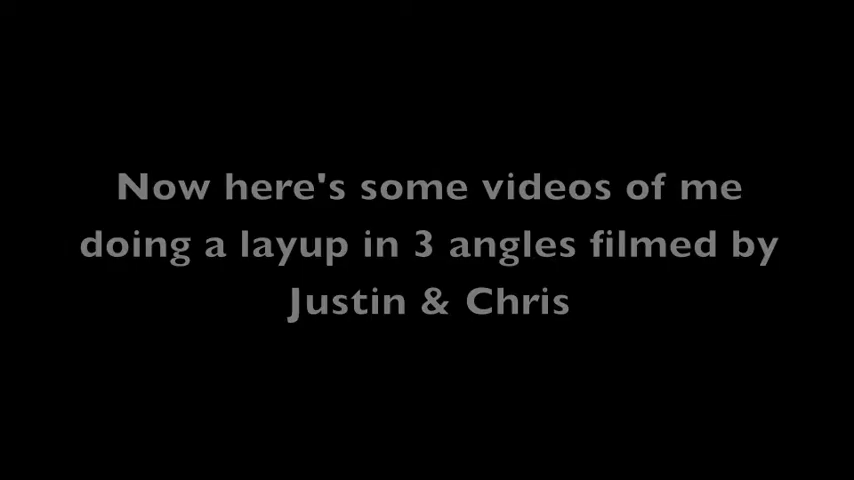 Now here's some videos of me
doing a layup in 3 angles filmed by
Justin & Chris